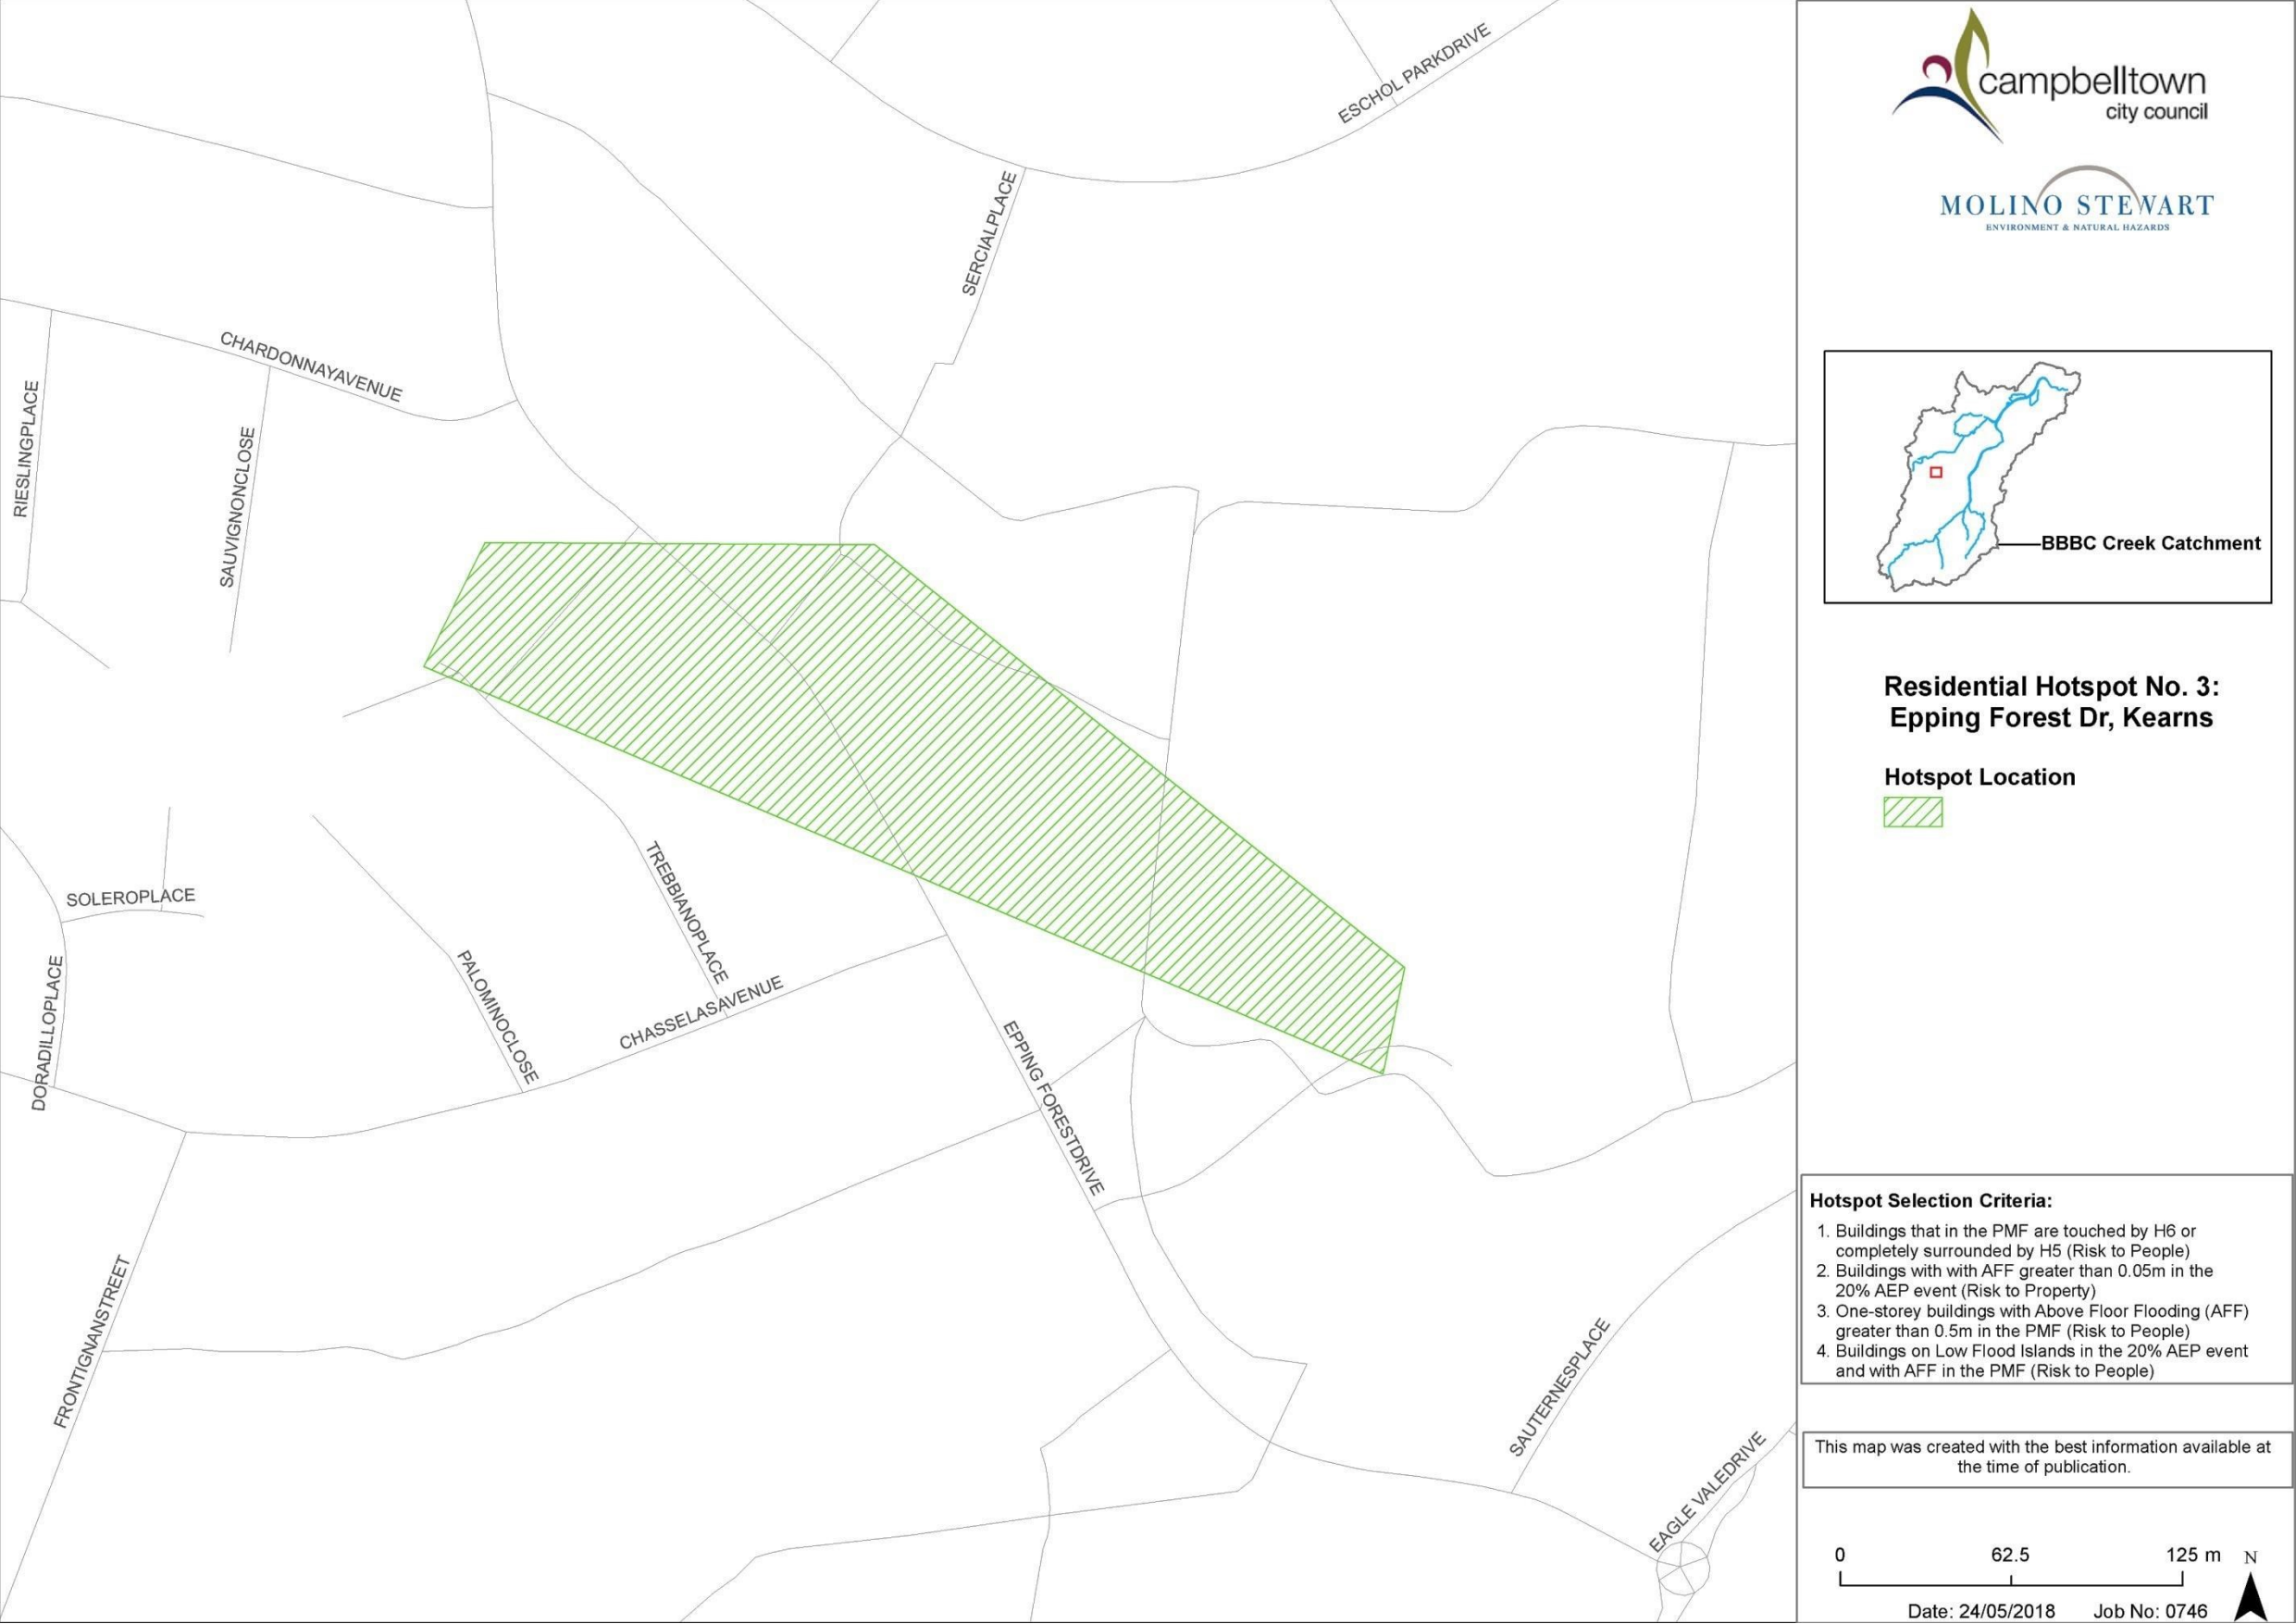 ESCHOL PARKDRIVE
SERCIALPLACE
CHARDONNAYAVENUE
RIESLINGPLACE
SAUVIGNONCLOSE
SOLEROPLACE
DORADILLOPLACE
PALOMINOCLOSE
TREBBIANOPLACE
CHASSELASAVENUE
EPPING FORESTDRIVE
FRONTIGNANSTREET
SAUTERNESPLACE
EAGLE VALEDRIVE
campbelltown
city council
MOLINO STEWART
ENVIRONMENT & NATURAL HAZARDS
BBBC Creek Catchment
Residential Hotspot No. 3:
Epping Forest Dr, Kearns
Hotspot Location
Hotspot Selection Criteria:
1. Buildings that in the PMF are touched by H6 or
completely surrounded by H5 (Risk to People)
2. Buildings with with AFF greater than 0.05m in the
20% AEP event (Risk to Property)
3. One-storey buildings with Above Floor Flooding (AFF)
greater than 0.5m in the PMF (Risk to People)
4. Buildings on Low Flood Islands in the 20% AEP event
and with AFF in the PMF (Risk to People)
This map was created with the best information available at
the time of publication.
0 62.5 125 m N
Date: 24/05/2018 Job No: 0746